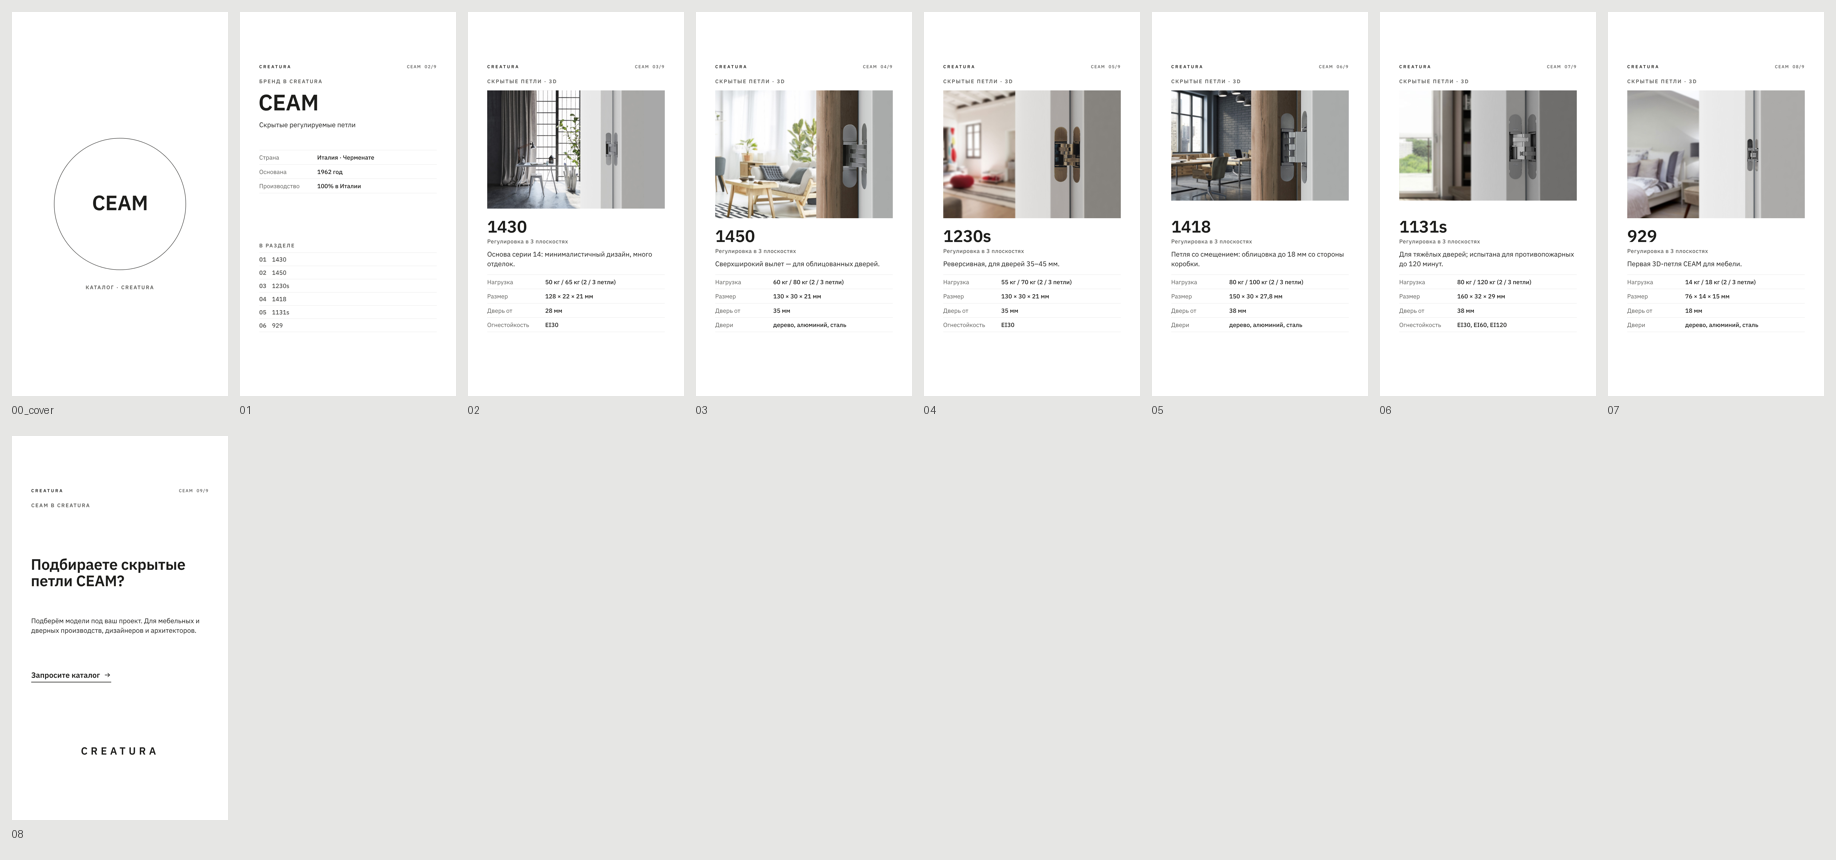 CEAM
КАТАЛОГ · CREATURA
00_cover
CREATURA CEAM 02/9
БРЕНД В CREATURA
CEAM
Скрытые регулируемые петли
Страна Италия · Черменате
Основана 1962 год
Производство 100% в Италии
В РАЗДЕЛЕ
01 1430
02 1450
03 1230s
04 1418
05 1131s
06 929
01
CREATURA CEAM 03/9
СКРЫТЫЕ ПЕТЛИ · 3D
1430
Регулировка в 3 плоскостях
Основа серии 14: минималистичный дизайн, много
отделок.
Нагрузка 50 кг / 65 кг (2 / 3 петли)
Размер 128 × 22 × 21 мм
Дверь от 28 мм
Огнестойкость EI30
02
CREATURA CEAM 04/9
СКРЫТЫЕ ПЕТЛИ · 3D
1450
Регулировка в 3 плоскостях
Сверхширокий вылет — для облицованных дверей.
Нагрузка 60 кг / 80 кг (2 / 3 петли)
Размер 130 × 30 × 21 мм
Дверь от 35 мм
Двери дерево, алюминий, сталь
03
CREATURA CEAM 05/9
СКРЫТЫЕ ПЕТЛИ · 3D
1230s
Регулировка в 3 плоскостях
Реверсивная, для дверей 35–45 мм.
Нагрузка 55 кг / 70 кг (2 / 3 петли)
Размер 130 × 30 × 21 мм
Дверь от 35 мм
Огнестойкость EI30
04
CREATURA CEAM 06/9
СКРЫТЫЕ ПЕТЛИ · 3D
1418
Регулировка в 3 плоскостях
Петля со смещением: облицовка до 18 мм со стороны
коробки.
Нагрузка 80 кг / 100 кг (2 / 3 петли)
Размер 150 × 30 × 27,8 мм
Дверь от 38 мм
Двери дерево, алюминий, сталь
05
CREATURA CEAM 07/9
СКРЫТЫЕ ПЕТЛИ · 3D
1131s
Регулировка в 3 плоскостях
Для тяжёлых дверей; испытана для противопожарных
до 120 минут.
Нагрузка 80 кг / 120 кг (2 / 3 петли)
Размер 160 × 32 × 29 мм
Дверь от 38 мм
Огнестойкость EI30, EI60, EI120
06
CREATURA CEAM 08/9
СКРЫТЫЕ ПЕТЛИ · 3D
929
Регулировка в 3 плоскостях
Первая 3D-петля CEAM для мебели.
Нагрузка 14 кг / 18 кг (2 / 3 петли)
Размер 76 × 14 × 15 мм
Дверь от 18 мм
Двери дерево, алюминий, сталь
07
CREATURA CEAM 09/9
CEAM В CREATURA
Подбираете скрытые
петли CEAM?
Подберём модели под ваш проект. Для мебельных и
дверных производств, дизайнеров и архитекторов.
Запросите каталог →
CREATURA
08